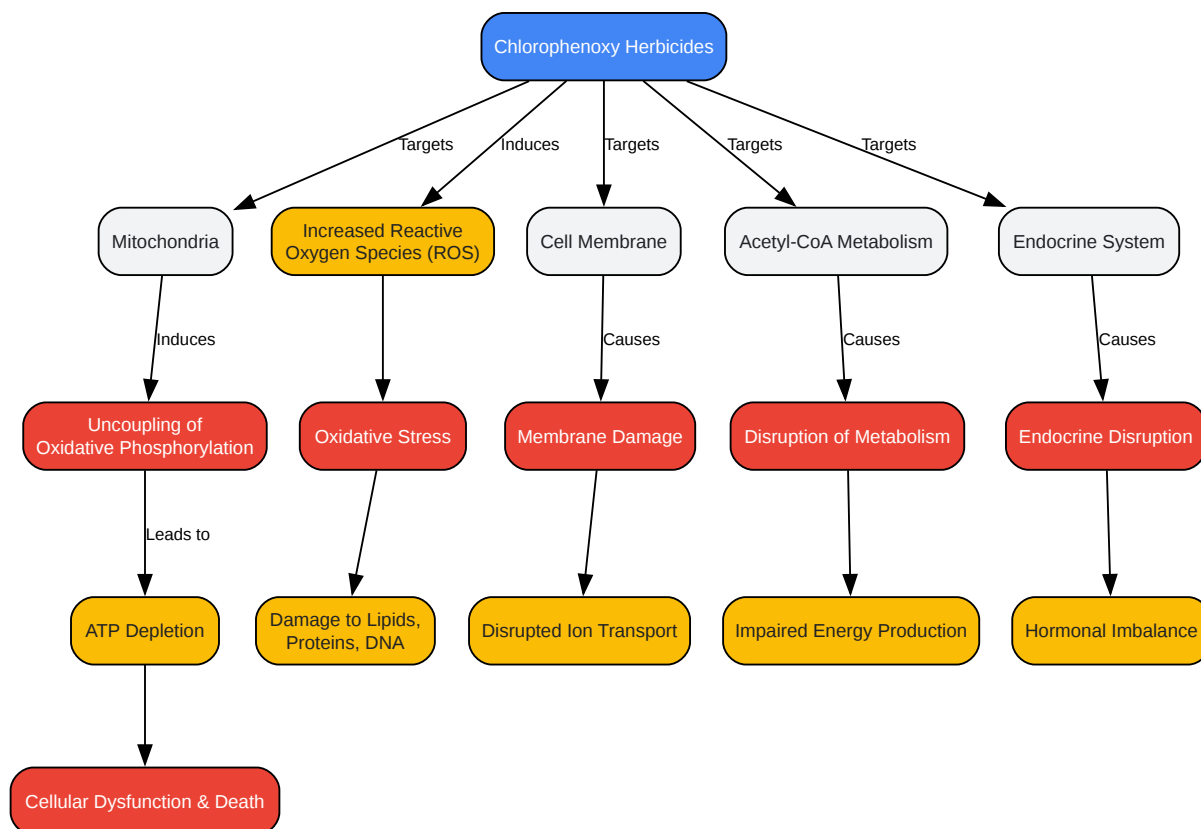 Chlorophenoxy Herbicides
Targets
Induces
Targets
Targets
Targets
Mitochondria
Increased Reactive
Oxygen Species (ROS)
Cell Membrane
Acetyl-CoA Metabolism
Endocrine System
Induces
Causes
Causes
Causes
Uncoupling of
Oxidative Phosphorylation
Oxidative Stress
Membrane Damage
Disruption of Metabolism
Endocrine Disruption
Leads to
ATP Depletion
Damage to Lipids,
Proteins, DNA
Disrupted Ion Transport
Impaired Energy Production
Hormonal Imbalance
Cellular Dysfunction & Death